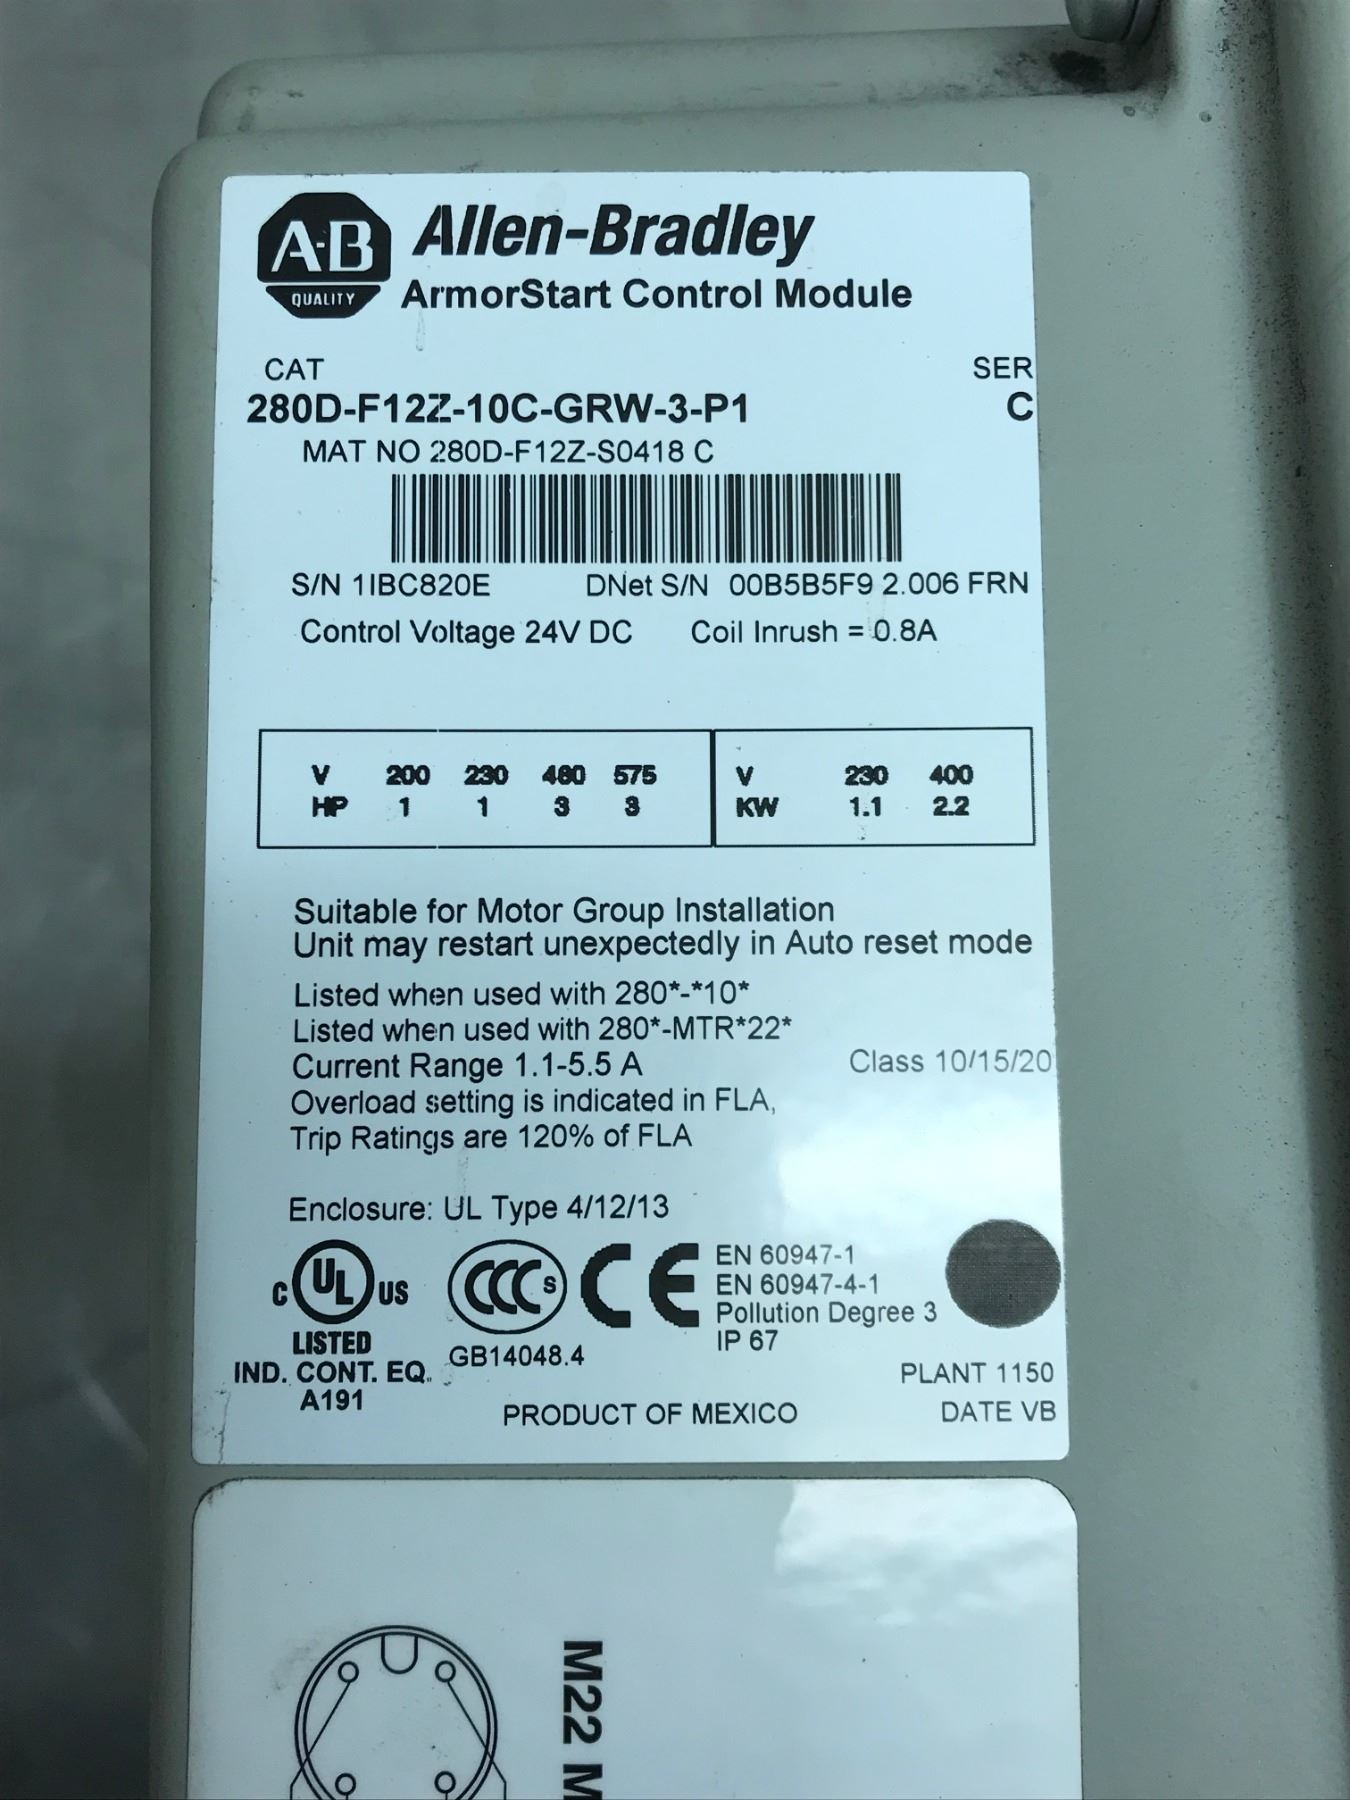 A-B
QUALITY
Allen-Bradley
ArmorStart Control Module
CAT SER
280D-F12Z-10C-GRW-3-P1 C
MAT NO 280D-F12Z-S0418 C
S/N 1IBC820E DNet S/N 00B5B5F9 2.006 FRN
Control Voltage 24V DC Coil Inrush = 0.8A
V 200 230 460 575 V 230 400
HP 1 1 3 3 KW 1.1 2.2
Suitable for Motor Group Installation
Unit may restart unexpectedly in Auto reset mode
Listed when used with 280*-*10*
Listed when used with 280*-MTR*22*
Current Range 1.1-5.5 A Class 10/15/20
Overload setting is indicated in FLA,
Trip Ratings are 120% of FLA
Enclosure: UL Type 4/12/13
C UL US
LISTED
IND. CONT. EQ.
A191
CCC S
GB14048.4
CE
EN 60947-1
EN 60947-4-1
Pollution Degree 3
IP 67
PLANT 1150
PRODUCT OF MEXICO DATE VB
M22 M